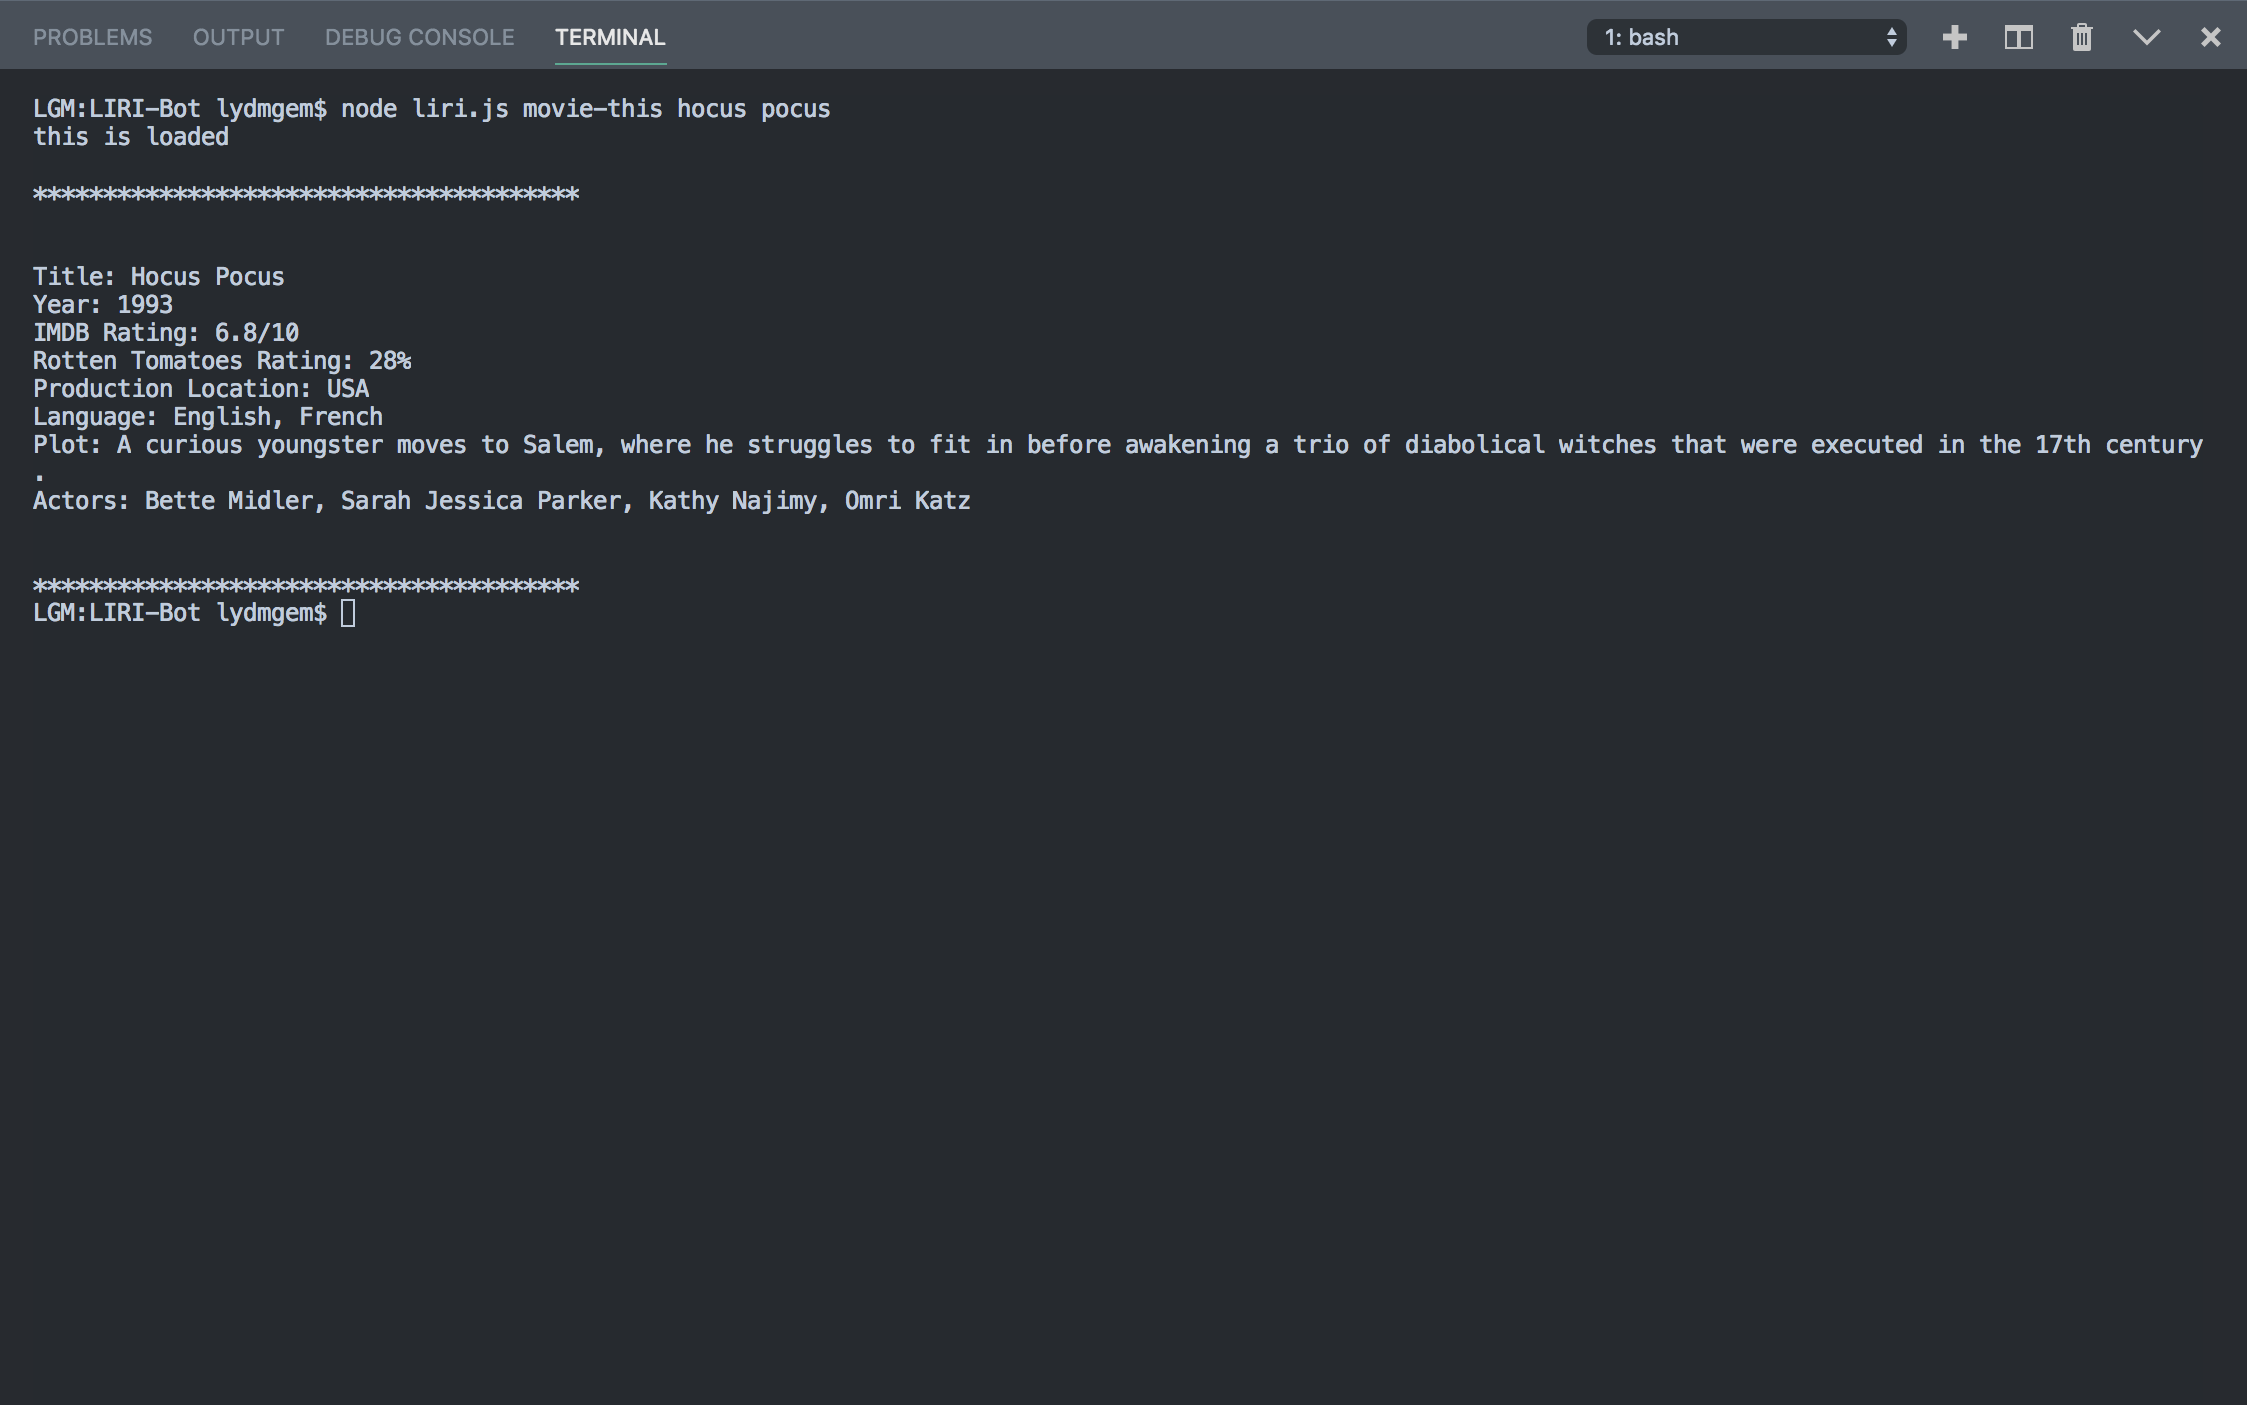 PROBLEMS OUTPUT DEBUG CONSOLE TERMINAL 1: bash
LGM:LIRI-Bot lydmgem$ node liri.js movie-this hocus pocus
this is loaded
***************************************
Title: Hocus Pocus
Year: 1993
IMDB Rating: 6.8/10
Rotten Tomatoes Rating: 28%
Production Location: USA
Language: English, French
Plot: A curious youngster moves to Salem, where he struggles to fit in before awakening a trio of diabolical witches that were executed in the 17th century
.
Actors: Bette Midler, Sarah Jessica Parker, Kathy Najimy, Omri Katz
***************************************
LGM:LIRI-Bot lydmgem$